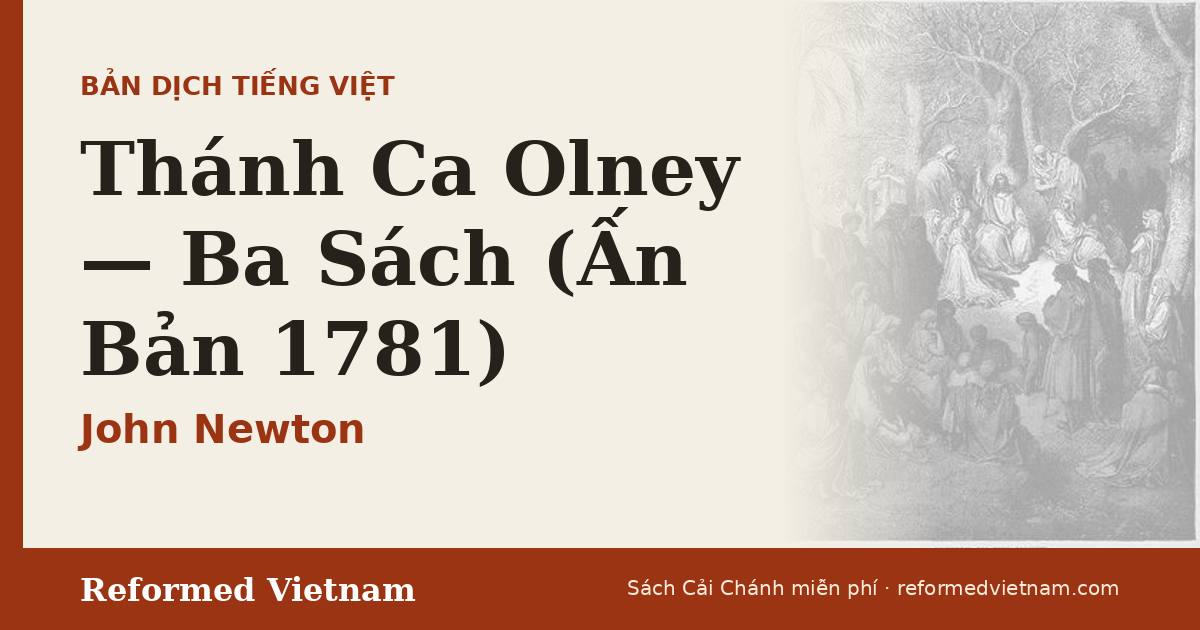 BẢN DỊCH TIẾNG VIỆT
Thánh Ca Olney
— Ba Sách (Ấn
Bản 1781)
John Newton
Reformed Vietnam
Sách Cải Chánh miễn phí · reformedvietnam.com